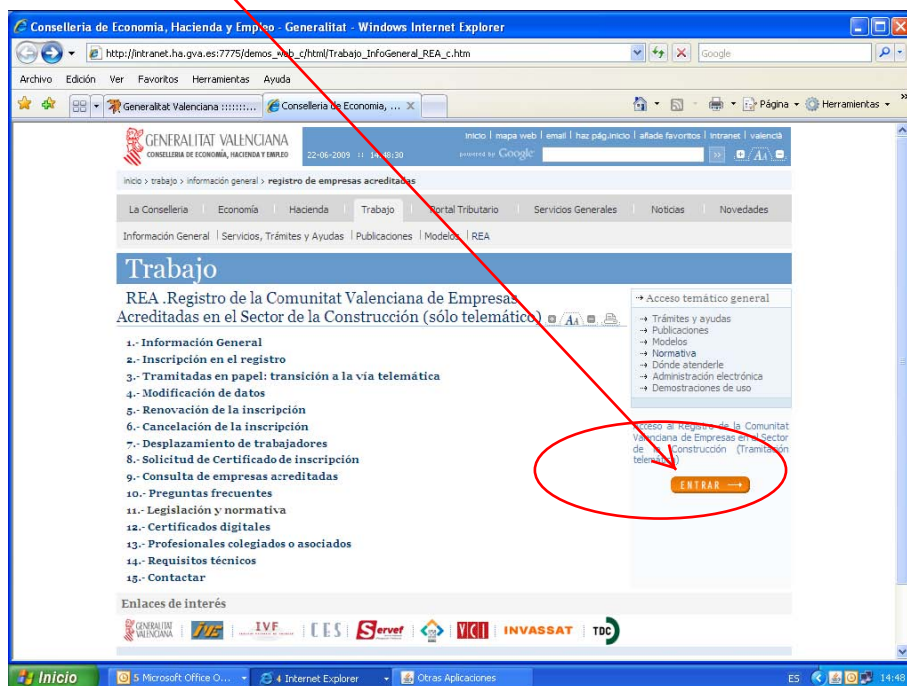 Conselleria de Economia, Hacienda y Empleo - Generalitat - Windows Internet Explorer
http://intranet.ha.gva.es:7775/demos_web_c/html/Trabajo_InfoGeneral_REA_c.htm
Google
Archivo Edición Ver Favoritos Herramientas Ayuda
Generalitat Valenciana :::::::... Conselleria de Economia, ... X
Página Herramientas
GENERALITAT VALENCIANA
CONSELLERIA DE ECONOMÍA, HACIENDA Y EMPLEO
22-06-2009 :: 14:48:30
inicio | mapa web | email | haz pág.inicio | añade favoritos | intranet | valencià
powered by Google
inicio > trabajo > información general > registro de empresas acreditadas
La Conselleria Economía Hacienda Trabajo Portal Tributario Servicios Generales Noticias Novedades
Información General | Servicios, Trámites y Ayudas | Publicaciones | Modelos | REA
Trabajo
REA .Registro de la Comunitat Valenciana de Empresas
Acreditadas en el Sector de la Construcción (sólo telemático)
1.- Información General
2.- Inscripción en el registro
3.- Tramitadas en papel: transición a la vía telemática
4.- Modificación de datos
5.- Renovación de la inscripción
6.- Cancelación de la inscripción
7.- Desplazamiento de trabajadores
8.- Solicitud de Certificado de inscripción
9.- Consulta de empresas acreditadas
10.- Preguntas frecuentes
11.- Legislación y normativa
12.- Certificados digitales
13.- Profesionales colegiados o asociados
14.- Requisitos técnicos
15.- Contactar
Acceso temático general
Trámites y ayudas
Publicaciones
Modelos
Normativa
Dónde atenderle
Administración electrónica
Demostraciones de uso
Acceso al Registro de la Comunitat
Valenciana de Empresas en el Sector
de la Construcción (Tramitación
telemática)
ENTRAR
Enlaces de interés
GENERALITAT VALENCIANA IVF CES Servef VCI INVASSAT TDC
Inicio 5 Microsoft Office O... 4 Internet Explorer Otras Aplicaciones ES 14:48